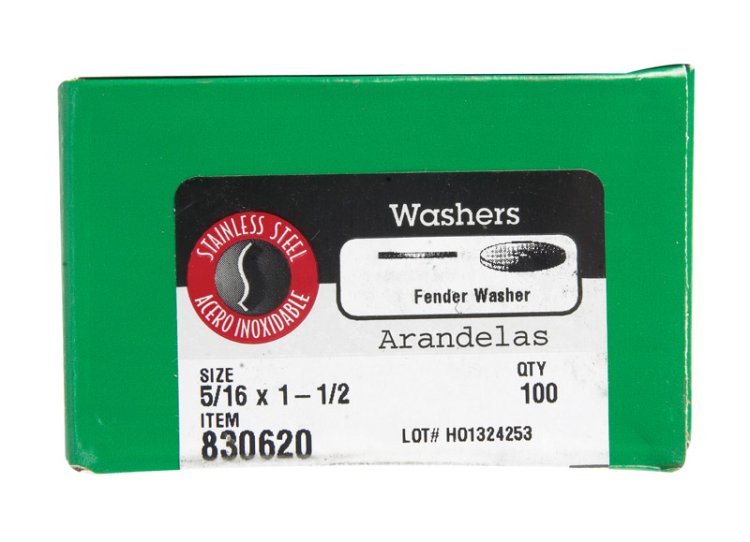 Washers
STAINLESS STEEL
ACERO INOXIDABLE
Fender Washer
Arandelas
SIZE
5/16 x 1-1/2
QTY
100
ITEM
830620
LOT# H01324253